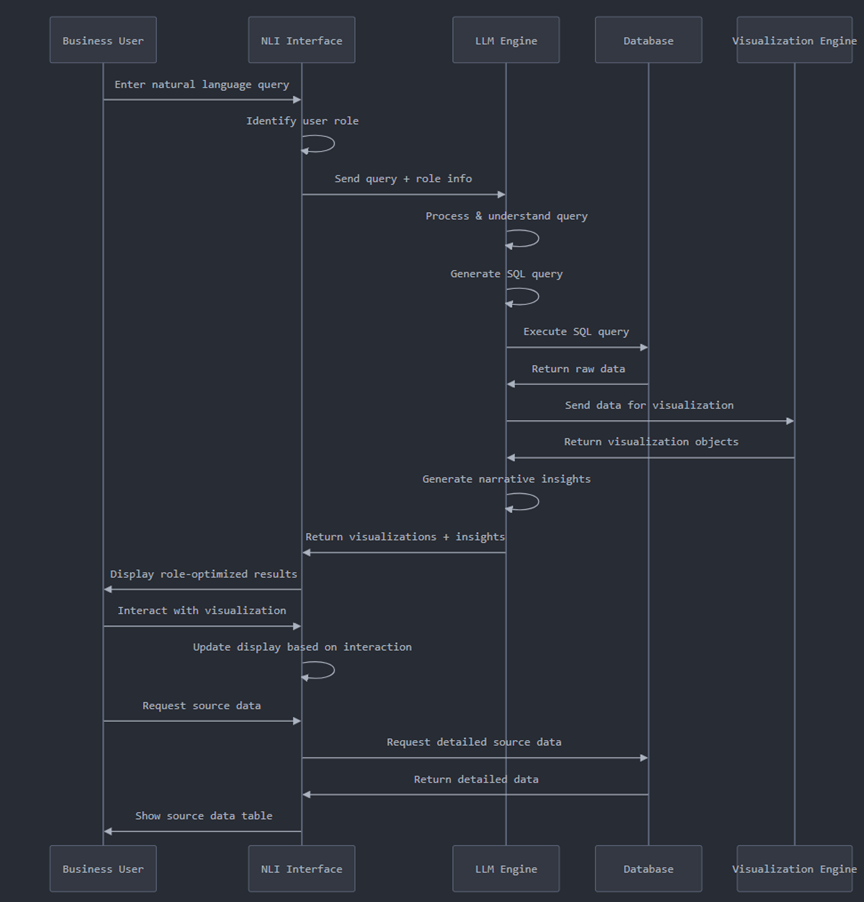 Business User
NLI Interface
LLM Engine
Database
Visualization Engine
Enter natural language query
Identify user role
Send query + role info
Process & understand query
Generate SQL query
Execute SQL query
Return raw data
Send data for visualization
Return visualization objects
Generate narrative insights
Return visualizations + insights
Display role-optimized results
Interact with visualization
Update display based on interaction
Request source data
Request detailed source data
Return detailed data
Show source data table
Business User
NLI Interface
LLM Engine
Database
Visualization Engine